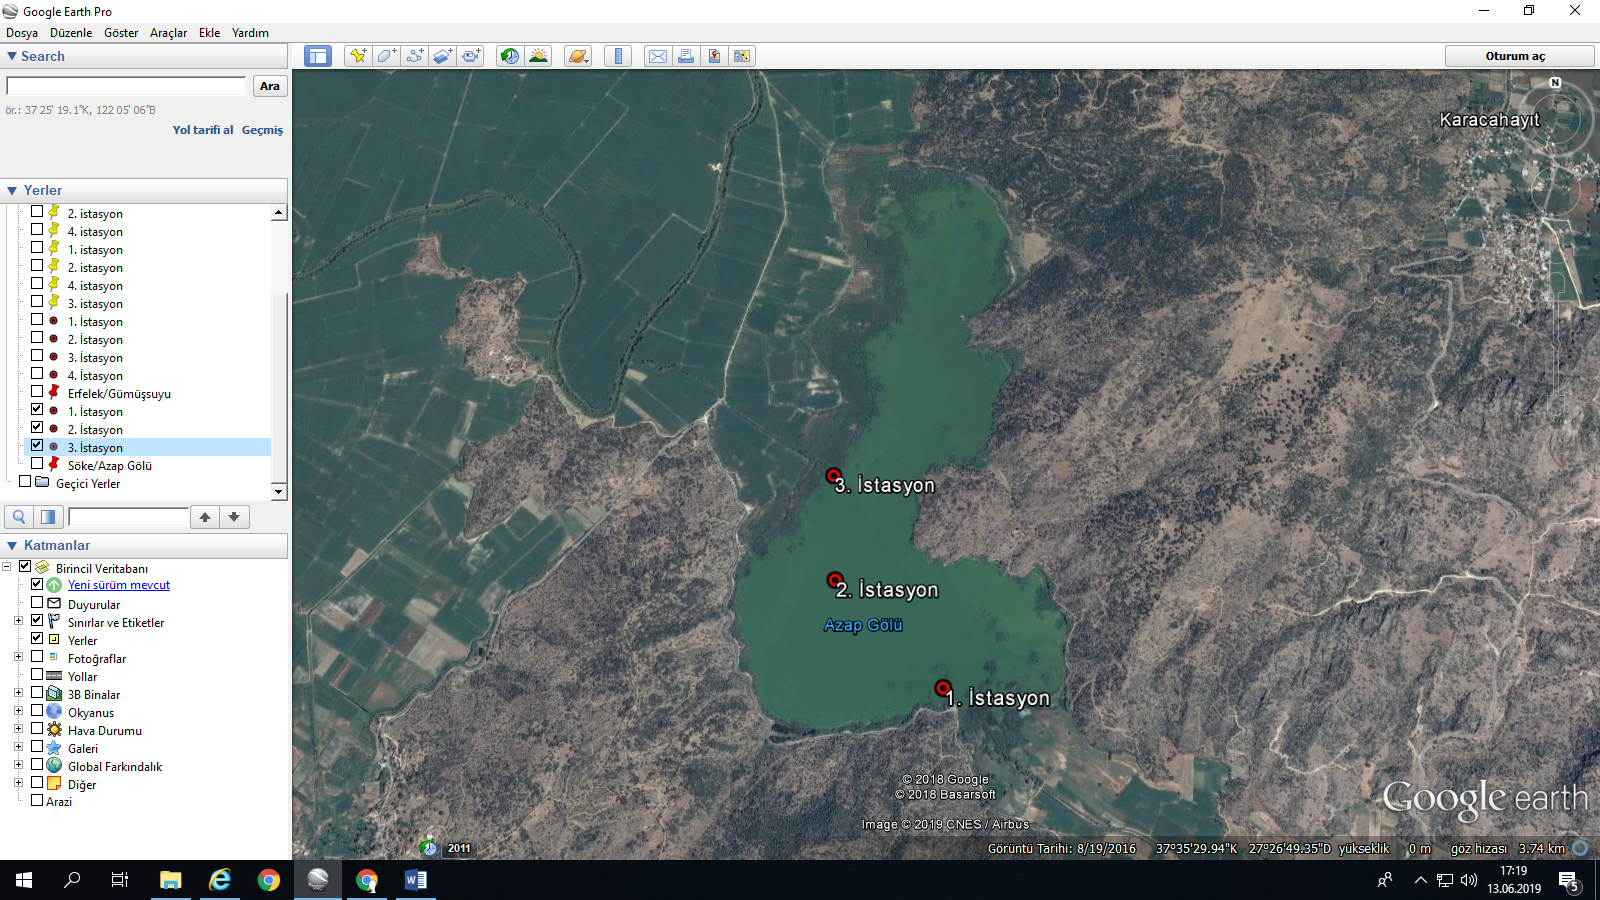 Google Earth Pro
Dosya Düzenle Göster Araçlar Ekle Yardım
Search
Ara
ör.: 37 25' 19.1"K, 122 05' 06"B
Yol tarifi al Geçmiş
Yerler
2. istasyon
4. istasyon
1. istasyon
2. istasyon
4. istasyon
3. istasyon
1. İstasyon
2. İstasyon
3. İstasyon
4. İstasyon
Erfelek/Gümüşsuyu
1. İstasyon
2. İstasyon
3. İstasyon
Söke/Azap Gölü
Geçici Yerler
Katmanlar
Birincil Veritabanı
Yeni sürüm mevcut
Duyurular
Sınırlar ve Etiketler
Yerler
Fotoğraflar
Yollar
3B Binalar
Okyanus
Hava Durumu
Galeri
Global Farkındalık
Diğer
Arazi
Oturum aç
N
Karacahayıt
3. İstasyon
2. İstasyon
Azap Gölü
1. İstasyon
© 2018 Google
© 2018 Basarsoft
Image © 2019 CNES / Airbus
Google earth
2011
Görüntü Tarihi: 8/19/2016 37°35'29.94"K 27°26'49.35"D yükseklik 0 m göz hizası 3.74 km
PRO
17:19
13.06.2019
5